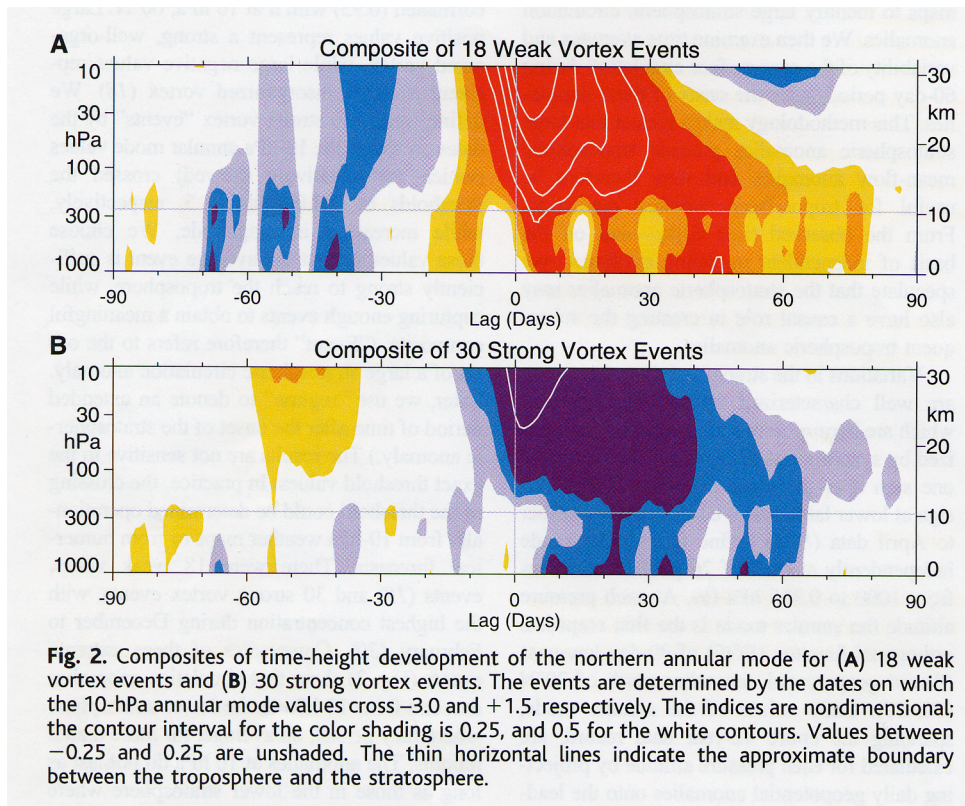 A
Composite of 18 Weak Vortex Events
10
30
hPa
100
300
1000
30
km
20
10
0
-90
-60
-30
0
30
60
90
Lag (Days)
B
Composite of 30 Strong Vortex Events
10
30
hPa
100
300
1000
30
km
20
10
0
-90
-60
-30
0
30
60
90
Lag (Days)
Fig. 2. Composites of time-height development of the northern annular mode for (A) 18 weak
vortex events and (B) 30 strong vortex events. The events are determined by the dates on which
the 10-hPa annular mode values cross –3.0 and +1.5, respectively. The indices are nondimensional;
the contour interval for the color shading is 0.25, and 0.5 for the white contours. Values between
−0.25 and 0.25 are unshaded. The thin horizontal lines indicate the approximate boundary
between the troposphere and the stratosphere.